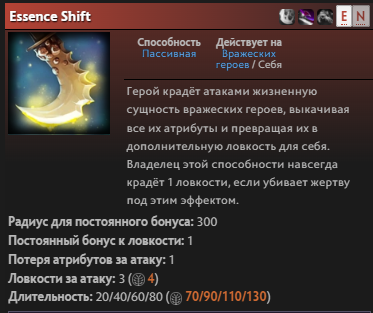 Essence Shift
E N
Способность
Пассивная
Действует на
Вражеских
героев / Себя
Герой крадёт атаками жизненную
сущность вражеских героев, выкачивая
все их атрибуты и превращая их в
дополнительную ловкость для себя.
Владелец этой способности навсегда
крадёт 1 ловкости, если убивает жертву
под этим эффектом.
Радиус для постоянного бонуса: 300
Постоянный бонус к ловкости: 1
Потеря атрибутов за атаку: 1
Ловкости за атаку: 3 (4)
Длительность: 20/40/60/80 (70/90/110/130)